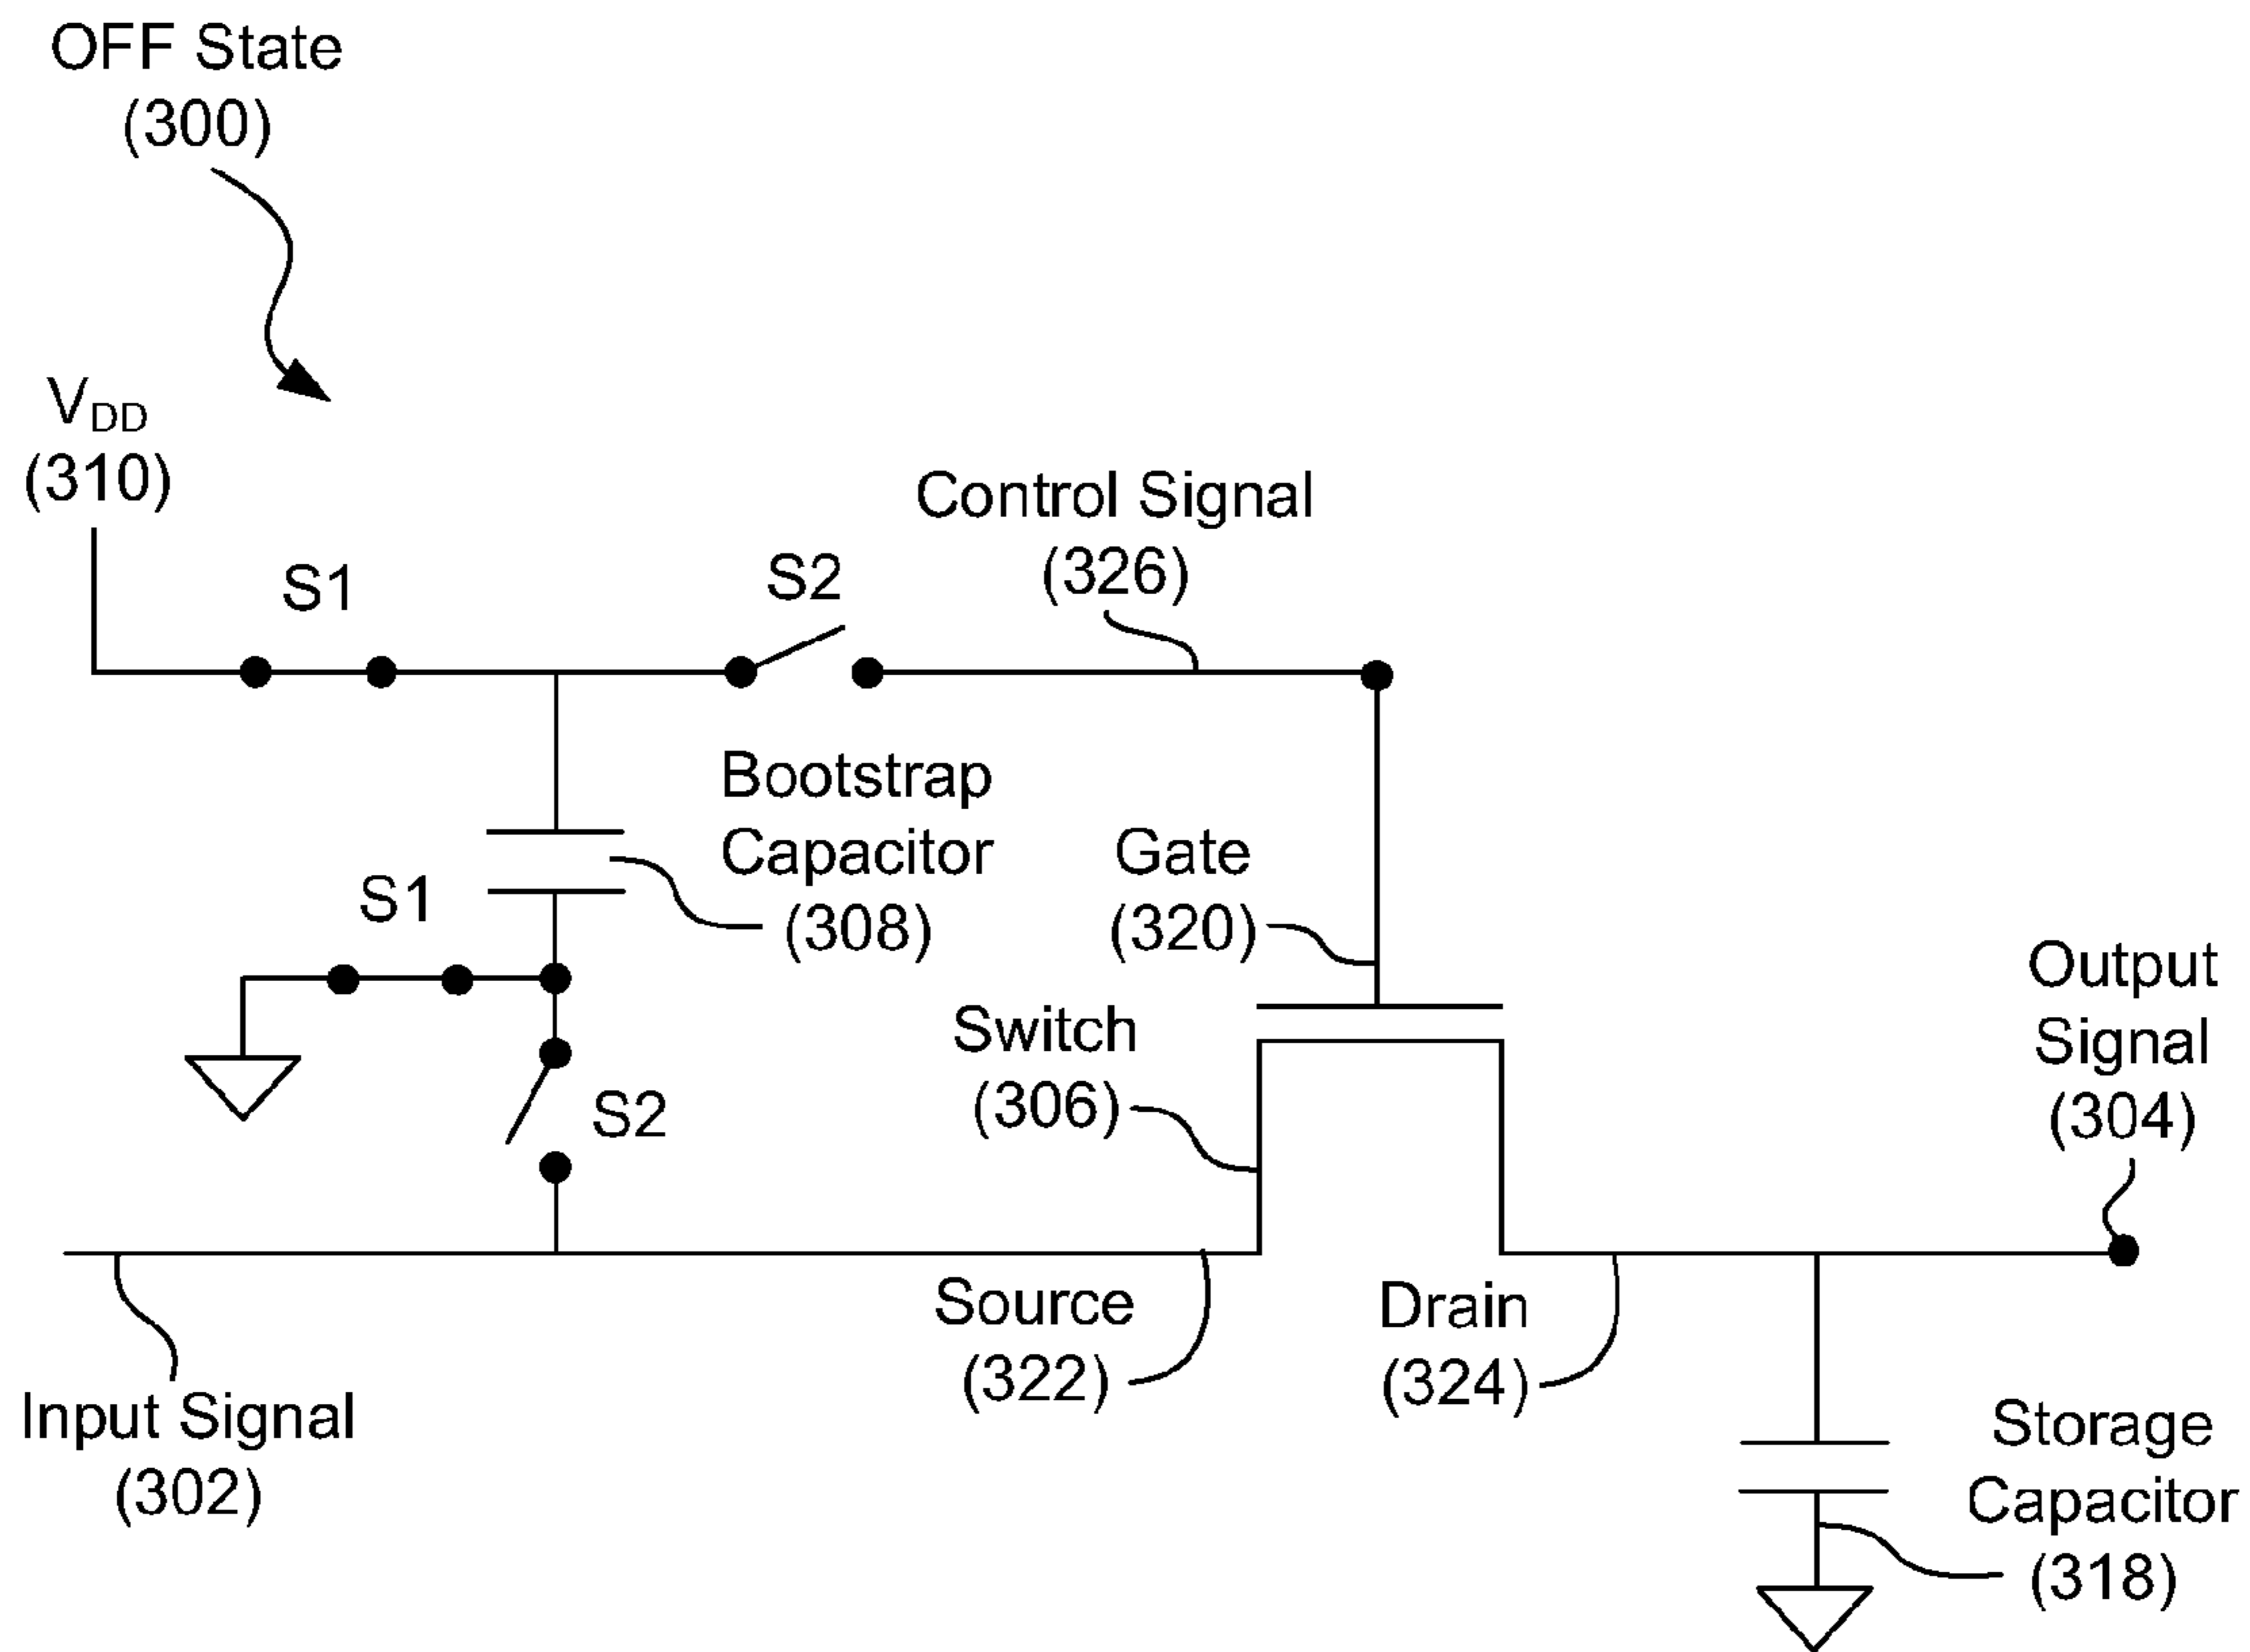 OFF State
(300)
VDD
(310)
S1
S2
Control Signal
(326)
Bootstrap
Capacitor
(308)
S1
Gate
(320)
S2
Switch
(306)
Output
Signal
(304)
Input Signal
(302)
Source
(322)
Drain
(324)
Storage
Capacitor
(318)